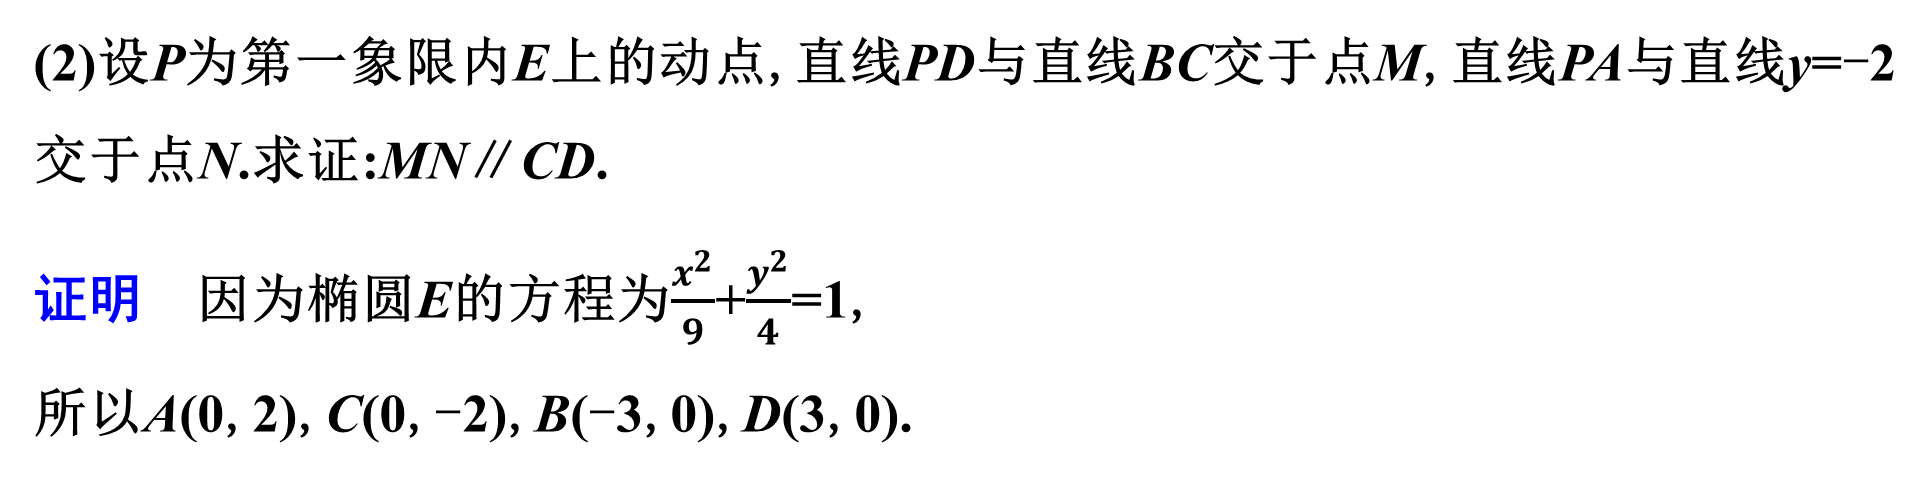 (2)设P为第一象限内E上的动点, 直线PD与直线BC交于点M, 直线PA与直线y=−2
交于点N.求证:MN∥CD.
证明 因为椭圆E的方程为x²/9+y²/4=1,
所以A(0, 2), C(0, −2), B(−3, 0), D(3, 0).